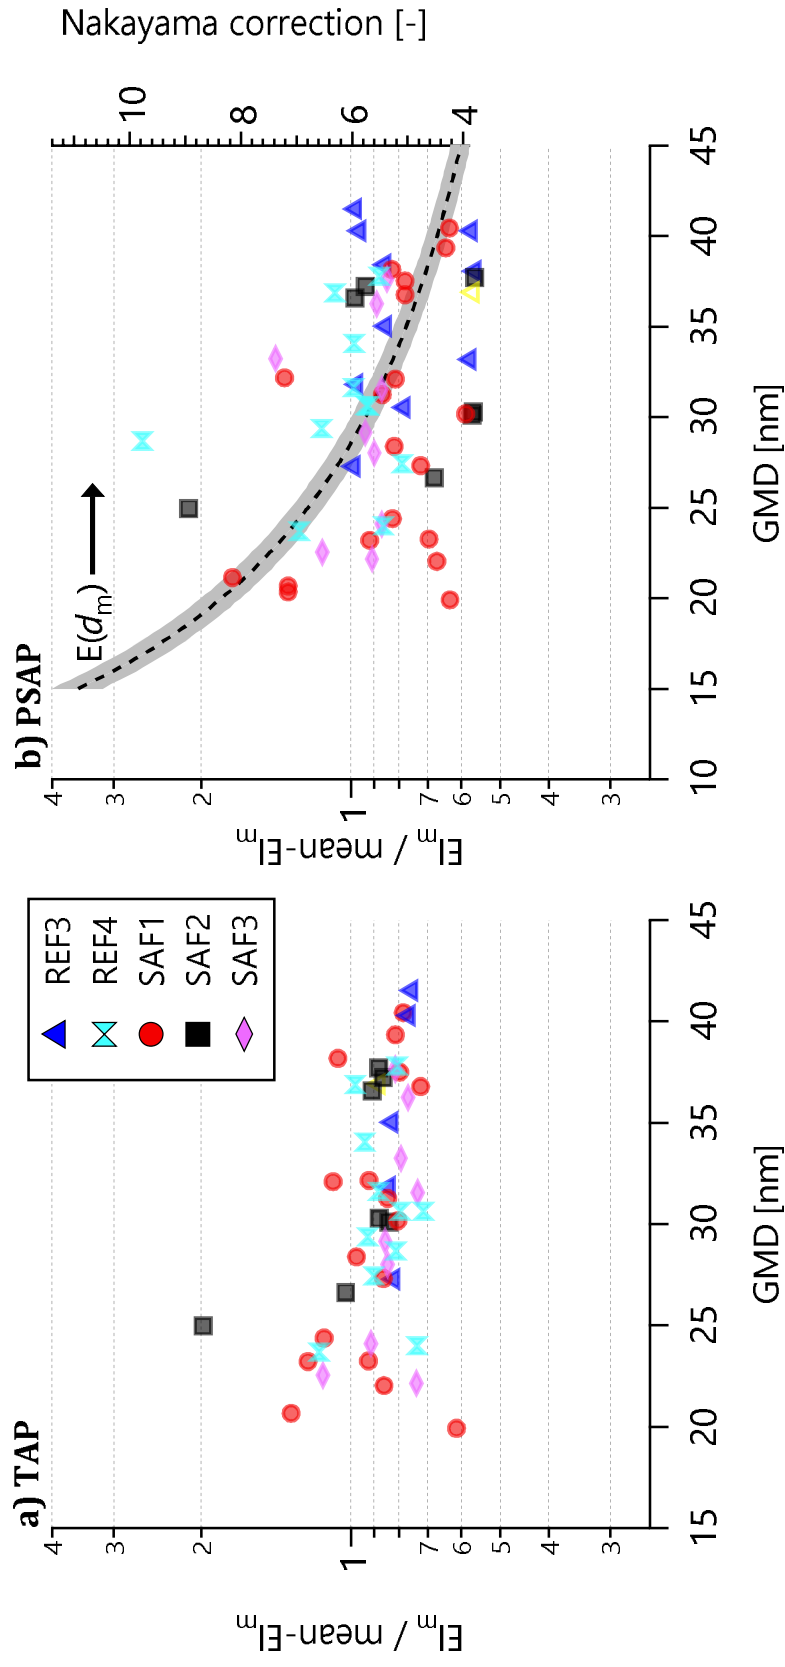 a) TAP
EIₘ / mean-EIₘ
4
3
2
1
7
6
5
4
3
15
20
25
30
35
40
45
GMD [nm]
REF3
REF4
SAF1
SAF2
SAF3
b) PSAP
EIₘ / mean-EIₘ
4
3
2
1
7
6
5
4
3
10
15
20
25
30
35
40
45
GMD [nm]
E(dₘ)
10
8
6
4
Nakayama correction [-]